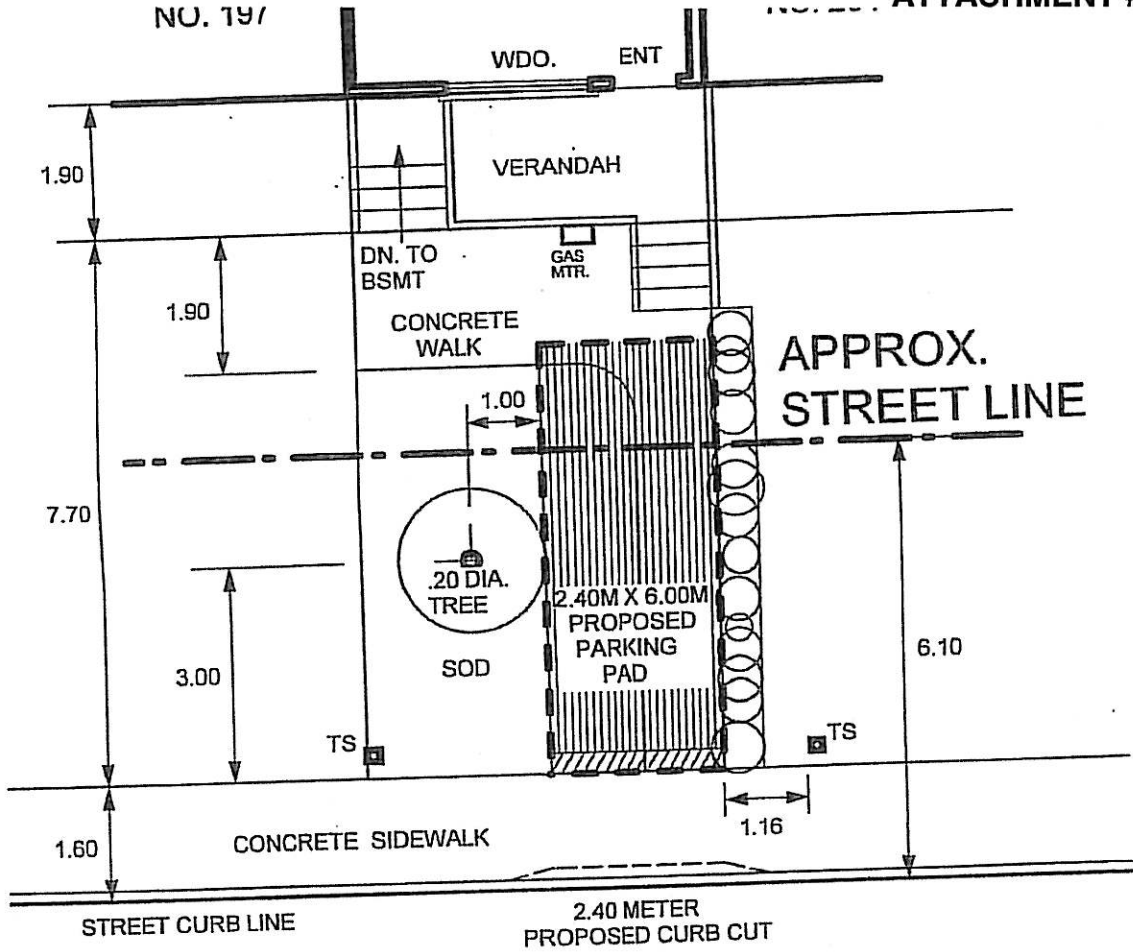 NO. 197
ATTACHMENT #
WDO.
ENT
1.90
VERANDAH
DN. TO
BSMT
GAS
MTR.
1.90
CONCRETE
WALK
APPROX.
STREET LINE
1.00
7.70
.20 DIA.
TREE
2.40M X 6.00M
PROPOSED
PARKING
PAD
SOD
3.00
6.10
TS
TS
1.16
1.60
CONCRETE SIDEWALK
STREET CURB LINE
2.40 METER
PROPOSED CURB CUT